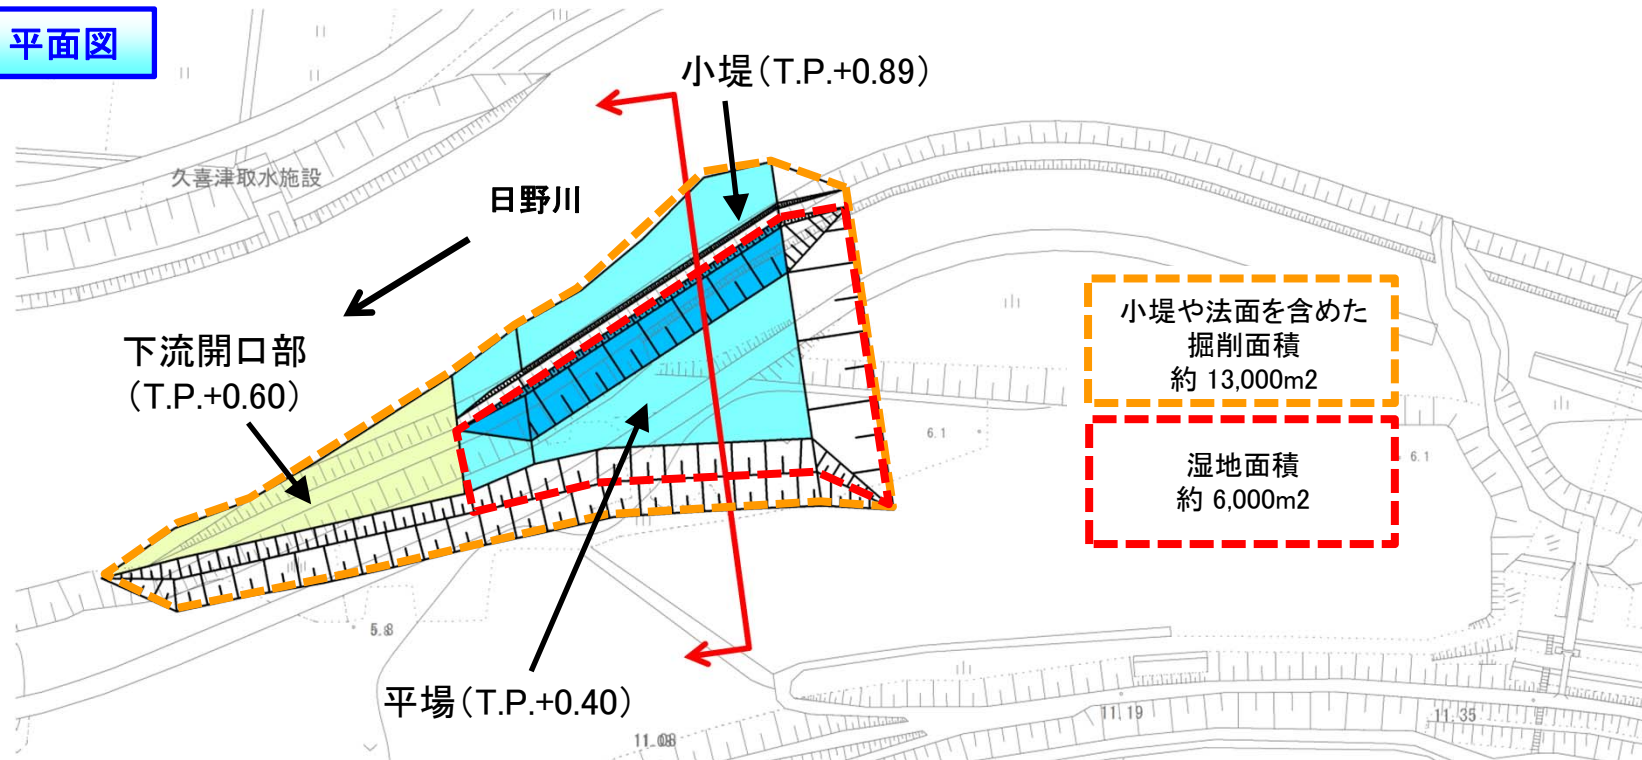 平面図
小堤(T.P.+0.89)
久喜津取水施設
日野川
下流開口部
(T.P.+0.60)
小堤や法面を含めた
掘削面積
約 13,000m2
6.1
6.1
湿地面積
約 6,000m2
5.8
平場(T.P.+0.40)
11.19
11.35